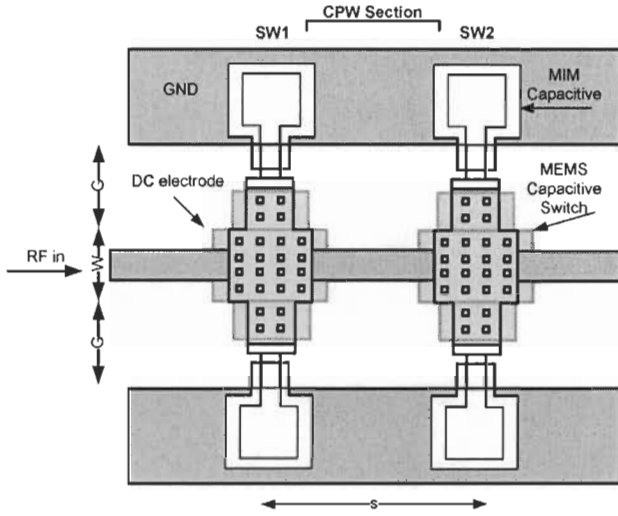 CPW Section
SW1
SW2
GND
MIM
Capacitive
G
DC electrode
MEMS
Capacitive
Switch
RF in
W
G
s